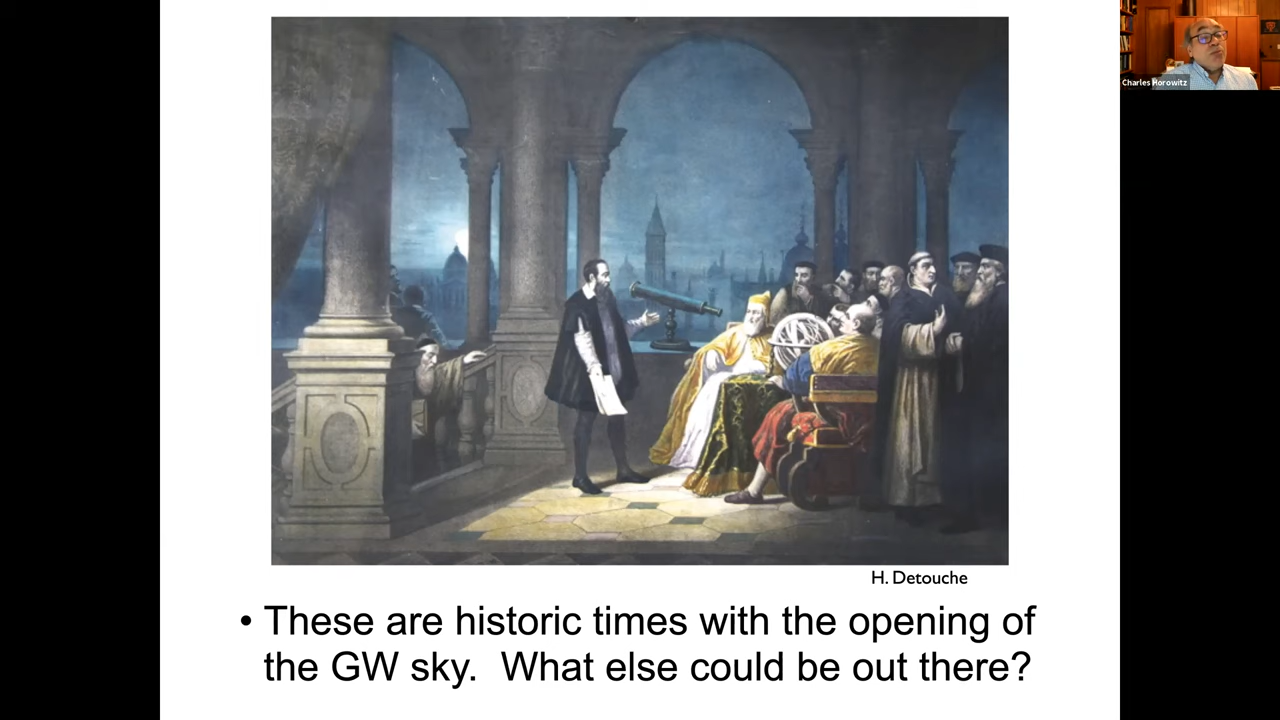 Charles Horowitz
H. Detouche
• These are historic times with the opening of
the GW sky.  What else could be out there?